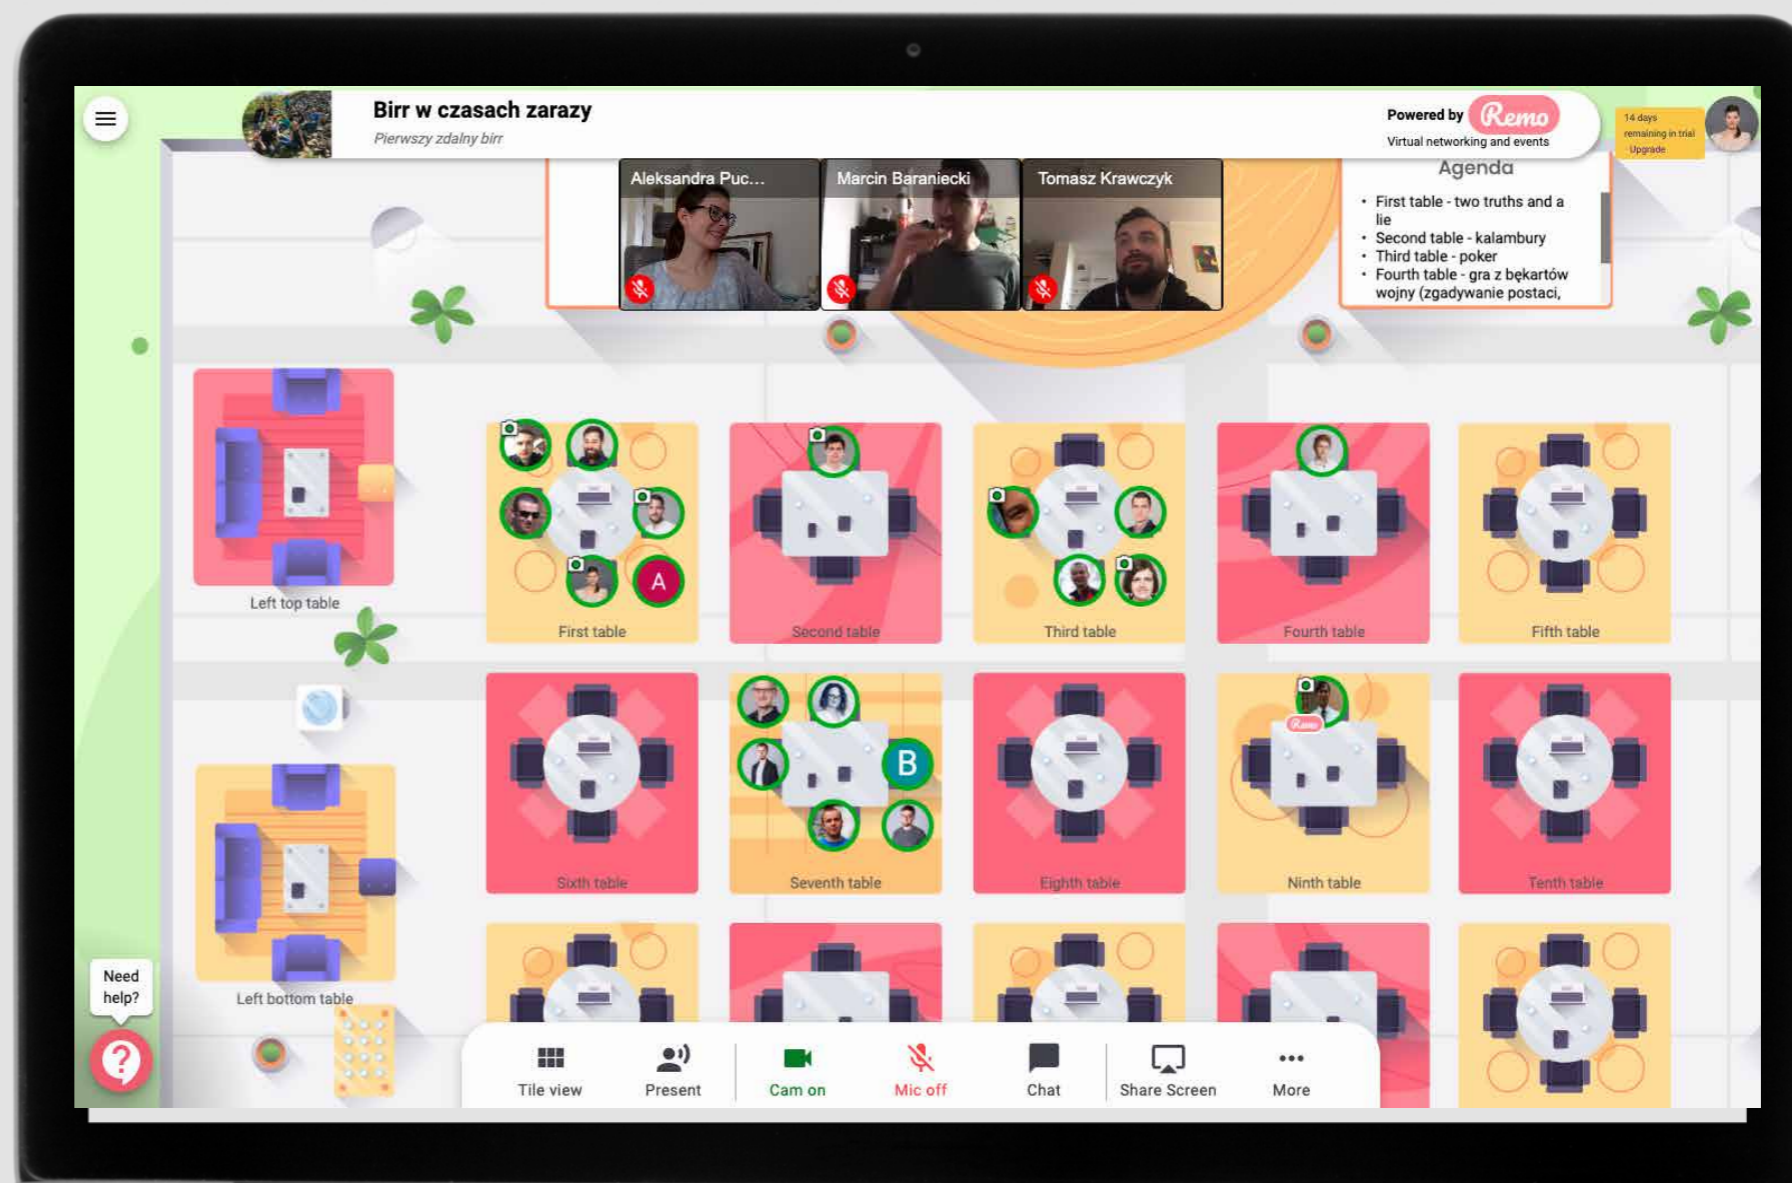 Birr w czasach zarazy
Pierwszy zdalny birr
Powered by Remo
Virtual networking and events
14 days
remaining in trial
- Upgrade
Aleksandra Puc...
Marcin Baraniecki
Tomasz Krawczyk
Agenda
• First table - two truths and a
lie
• Second table - kalambury
• Third table - poker
• Fourth table - gra z bękartów
wojny (zgadywanie postaci,
Left top table
A
First table
Second table
Third table
Fourth table
Fifth table
Remo
B
Sixth table
Seventh table
Eighth table
Ninth table
Tenth table
Left bottom table
Need
help?
?
Tile view
Present
Cam on
Mic off
Chat
Share Screen
More